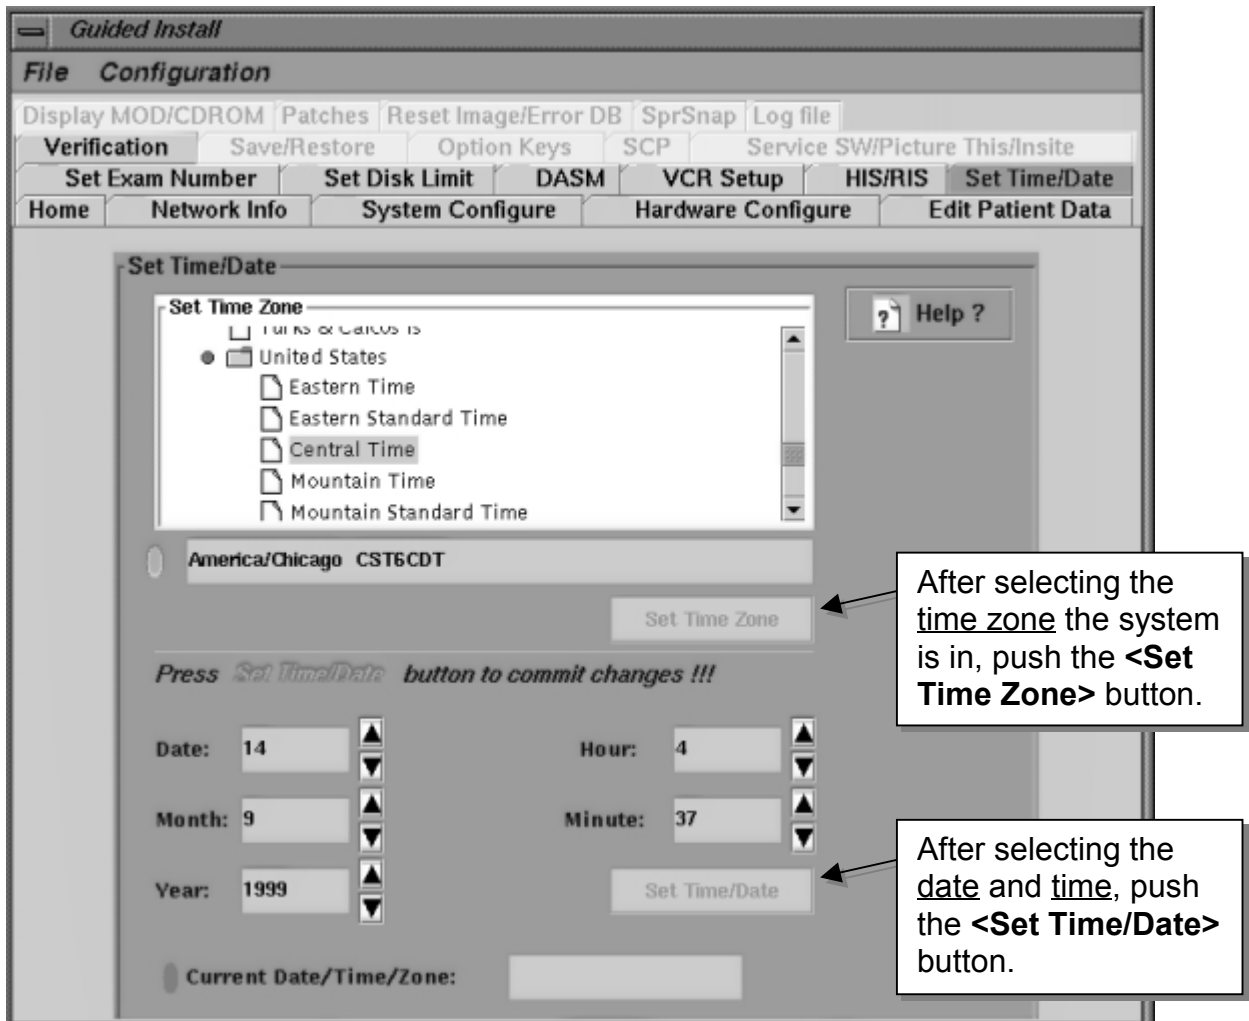 Guided Install
File Configuration
Display MOD/CDROM Patches Reset Image/Error DB SprSnap Log file
Verification Save/Restore Option Keys SCP Service SW/Picture This/Insite
Set Exam Number Set Disk Limit DASM VCR Setup HIS/RIS Set Time/Date
Home Network Info System Configure Hardware Configure Edit Patient Data
Set Time/Date
Set Time Zone
Help ?
Turks & Caicos Is
United States
Eastern Time
Eastern Standard Time
Central Time
Mountain Time
Mountain Standard Time
America/Chicago CST6CDT
Set Time Zone
After selecting the
time zone the system
is in, push the <Set
Time Zone> button.
Press Set Time/Date button to commit changes !!!
Date: 14 Hour: 4
Month: 9 Minute: 37
Year: 1999 Set Time/Date
After selecting the
date and time, push
the <Set Time/Date>
button.
Current Date/Time/Zone: